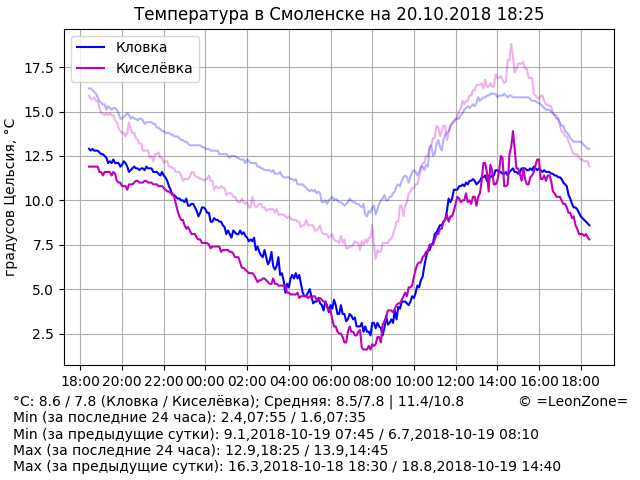 Температура в Смоленске на 20.10.2018 18:25
Кловка
Киселёвка
градусов Цельсия, °C
17.5
15.0
12.5
10.0
7.5
5.0
2.5
18:00 20:00 22:00 00:00 02:00 04:00 06:00 08:00 10:00 12:00 14:00 16:00 18:00
°C: 8.6 / 7.8 (Кловка / Киселёвка); Средняя: 8.5/7.8 | 11.4/10.8 © =LeonZone=
Min (за последние 24 часа): 2.4,07:55 / 1.6,07:35
Min (за предыдущие сутки): 9.1,2018-10-19 07:45 / 6.7,2018-10-19 08:10
Max (за последние 24 часа): 12.9,18:25 / 13.9,14:45
Max (за предыдущие сутки): 16.3,2018-10-18 18:30 / 18.8,2018-10-19 14:40